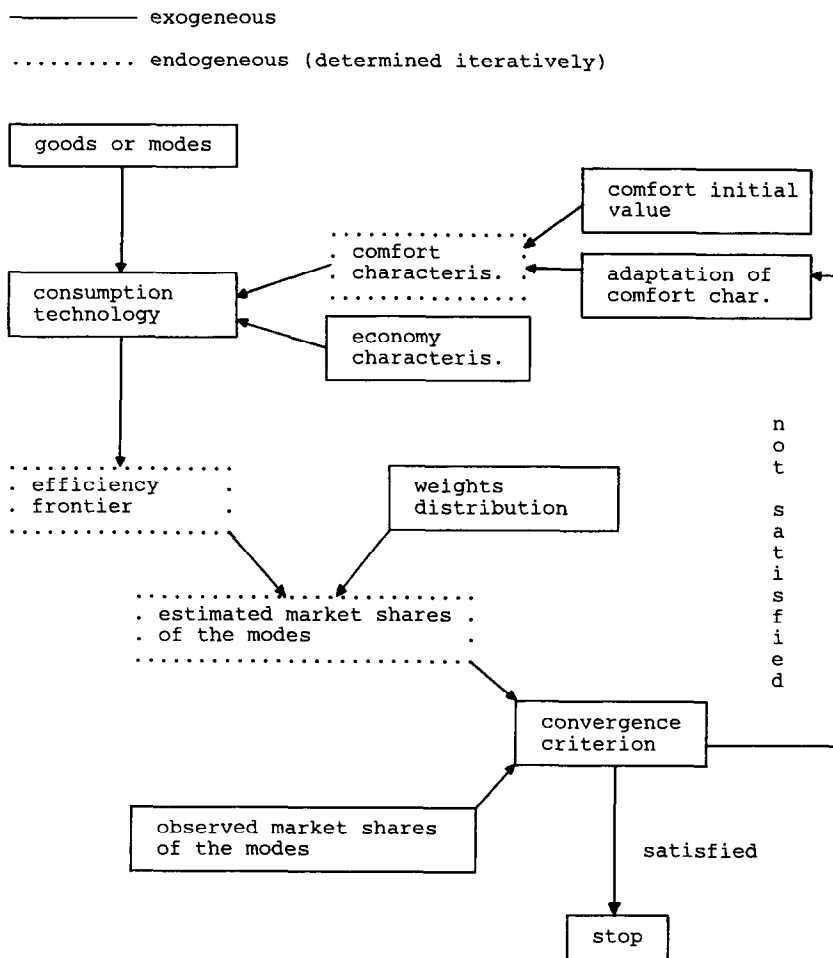 exogeneous
endogeneous (determined iteratively)
goods or modes
comfort initial
value
comfort
characteris.
adaptation of
comfort char.
consumption
technology
economy
characteris.
not satisfied
efficiency
frontier
weights
distribution
estimated market shares
of the modes
convergence
criterion
observed market shares
of the modes
satisfied
stop